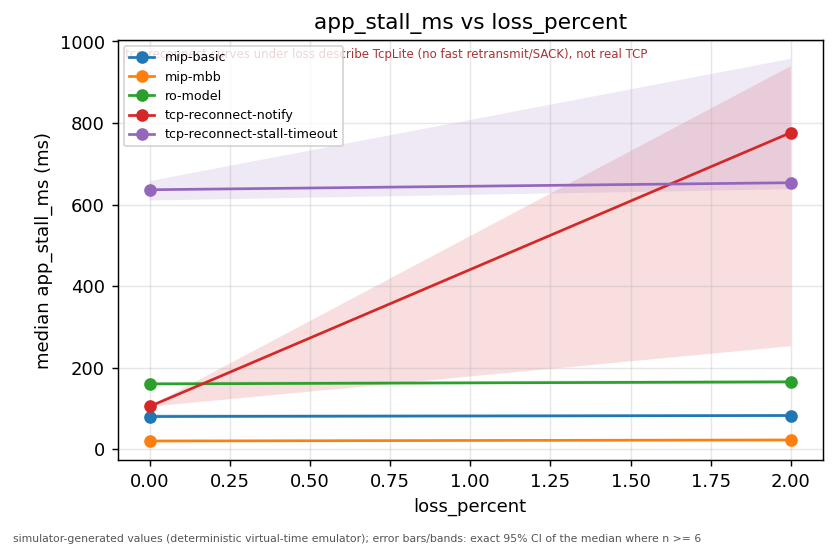 app_stall_ms vs loss_percent
curves under loss describe TcpLite (no fast retransmit/SACK), not real TCP
mip-basic
mip-mbb
ro-model
tcp-reconnect-notify
tcp-reconnect-stall-timeout
median app_stall_ms (ms)
1000
800
600
400
200
0
0.00 0.25 0.50 0.75 1.00 1.25 1.50 1.75 2.00
loss_percent
simulator-generated values (deterministic virtual-time emulator); error bars/bands: exact 95% CI of the median where n >= 6